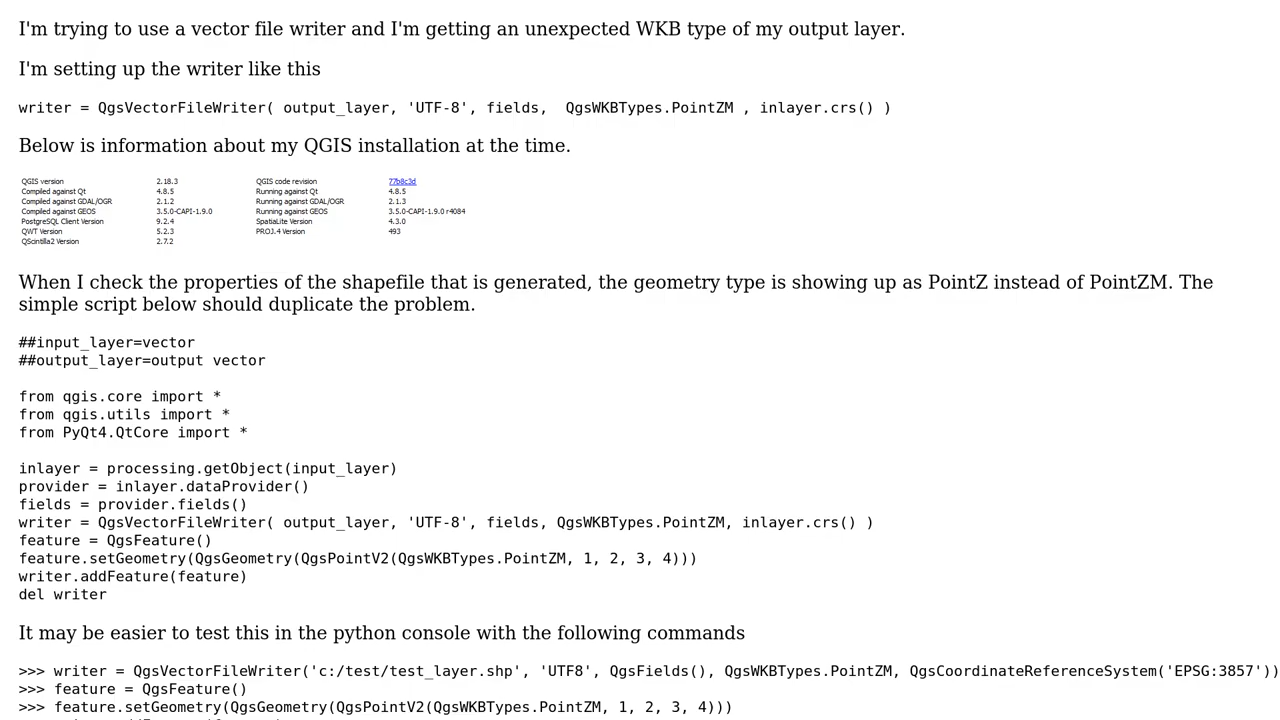 I'm trying to use a vector file writer and I'm getting an unexpected WKB type of my output layer.
I'm setting up the writer like this
writer = QgsVectorFileWriter( output_layer, 'UTF-8', fields,  QgsWKBTypes.PointZM , inlayer.crs() )
Below is information about my QGIS installation at the time.
QGIS version 2.18.3 QGIS code revision 77b8c3d
Compiled against Qt 4.8.5 Running against Qt 4.8.5
Compiled against GDAL/OGR 2.1.2 Running against GDAL/OGR 2.1.3
Compiled against GEOS 3.5.0-CAPI-1.9.0 Running against GEOS 3.5.0-CAPI-1.9.0 r4084
PostgreSQL Client Version 9.2.4 SpatiaLite Version 4.3.0
QWT Version 5.2.3 PROJ.4 Version 493
QScintilla2 Version 2.7.2
When I check the properties of the shapefile that is generated, the geometry type is showing up as PointZ instead of PointZM. The
simple script below should duplicate the problem.
##input_layer=vector
##output_layer=output vector
from qgis.core import *
from qgis.utils import *
from PyQt4.QtCore import *
inlayer = processing.getObject(input_layer)
provider = inlayer.dataProvider()
fields = provider.fields()
writer = QgsVectorFileWriter( output_layer, 'UTF-8', fields, QgsWKBTypes.PointZM, inlayer.crs() )
feature = QgsFeature()
feature.setGeometry(QgsGeometry(QgsPointV2(QgsWKBTypes.PointZM, 1, 2, 3, 4)))
writer.addFeature(feature)
del writer
It may be easier to test this in the python console with the following commands
>>> writer = QgsVectorFileWriter('c:/test/test_layer.shp', 'UTF8', QgsFields(), QgsWKBTypes.PointZM, QgsCoordinateReferenceSystem('EPSG:3857'))
>>> feature = QgsFeature()
>>> feature.setGeometry(QgsGeometry(QgsPointV2(QgsWKBTypes.PointZM, 1, 2, 3, 4)))